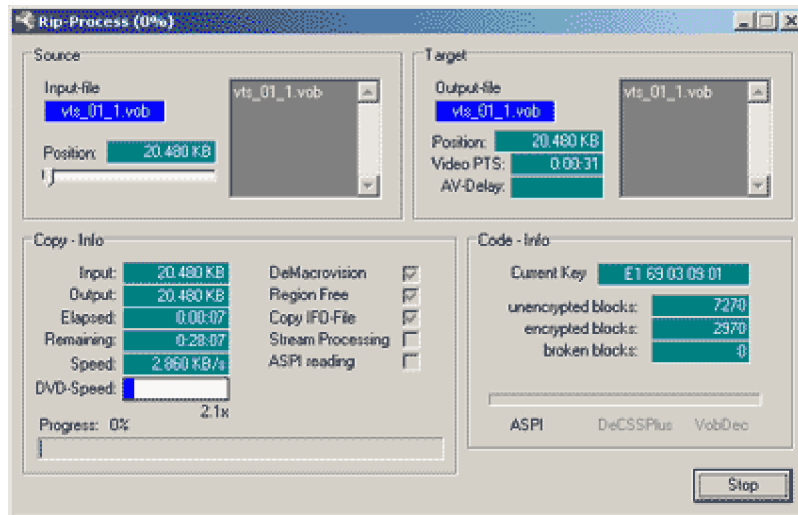 Rip-Process (0%)
Source
Input-file
vts_01_1.vob
vts_01_1.vob
Position: 20.480 KB
Target
Output-file
vts_01_1.vob
vts_01_1.vob
Position: 20.480 KB
Video PTS: 0:00:31
AV-Delay:
Copy - Info
Input: 20.480 KB
Output: 20.480 KB
Elapsed: 0:00:07
Remaining: 0:28:07
Speed: 2.860 KB/s
DVD-Speed:
2.1x
DeMacrovision
Region Free
Copy IFO-File
Stream Processing
ASPI reading
Progress: 0%
Code - Info
Current Key E1 69 03 09 01
unencrypted blocks: 7270
encrypted blocks: 2970
broken blocks: 0
ASPI DeCSSPlus VobDec
Stop